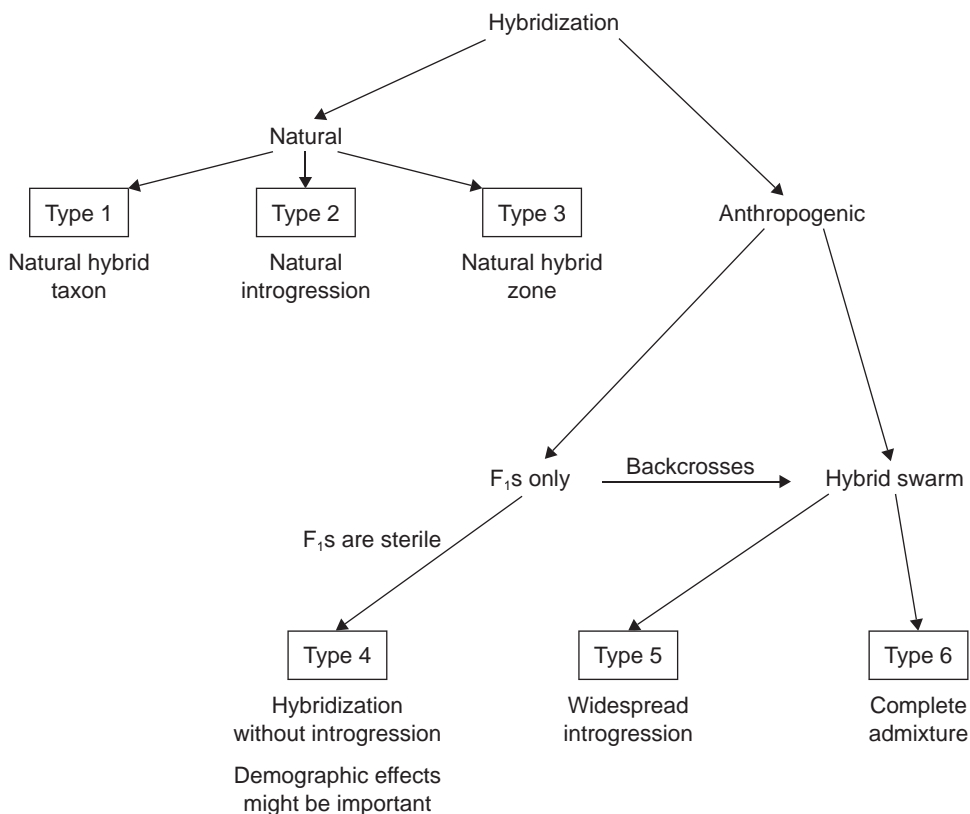 Hybridization
Natural
Type 1
Type 2
Type 3
Anthropogenic
Natural hybrid
taxon
Natural
introgression
Natural hybrid
zone
Backcrosses
F₁s only
Hybrid swarm
F₁s are sterile
Type 4
Type 5
Type 6
Hybridization
without introgression
Widespread
introgression
Complete
admixture
Demographic effects
might be important